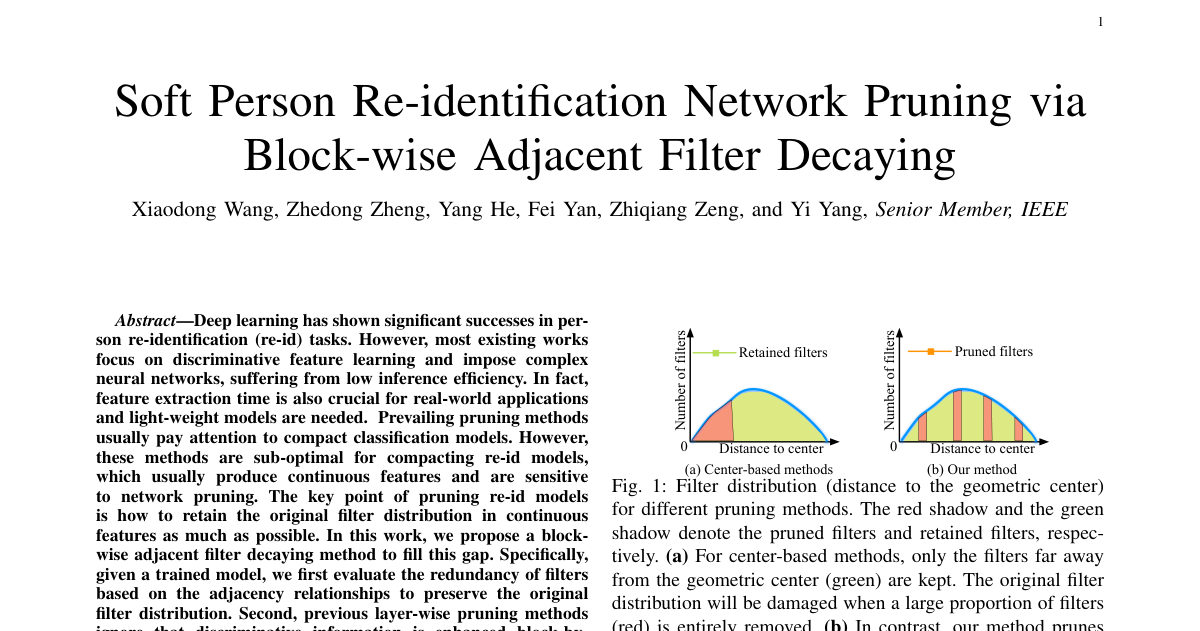 1
Soft Person Re-identification Network Pruning via
Block-wise Adjacent Filter Decaying
Xiaodong Wang, Zhedong Zheng, Yang He, Fei Yan, Zhiqiang Zeng, and Yi Yang, Senior Member, IEEE
Abstract—Deep learning has shown significant successes in per-
son re-identification (re-id) tasks. However, most existing works
focus on discriminative feature learning and impose complex
neural networks, suffering from low inference efficiency. In fact,
feature extraction time is also crucial for real-world applications
and light-weight models are needed. Prevailing pruning methods
usually pay attention to compact classification models. However,
these methods are sub-optimal for compacting re-id models,
which usually produce continuous features and are sensitive
to network pruning. The key point of pruning re-id models
is how to retain the original filter distribution in continuous
features as much as possible. In this work, we propose a block-
wise adjacent filter decaying method to fill this gap. Specifically,
given a trained model, we first evaluate the redundancy of filters
based on the adjacency relationships to preserve the original
filter distribution. Second, previous layer-wise pruning methods
ignore that discriminative information is enhanced block-by-
Number of filters
Retained filters
0
Distance to center
(a) Center-based methods
Number of filters
Pruned filters
0
Distance to center
(b) Our method
Fig. 1: Filter distribution (distance to the geometric center)
for different pruning methods. The red shadow and the green
shadow denote the pruned filters and retained filters, respec-
tively. (a) For center-based methods, only the filters far away
from the geometric center (green) are kept. The original filter
distribution will be damaged when a large proportion of filters
(red) is entirely removed. (b) In contrast, our method prunes